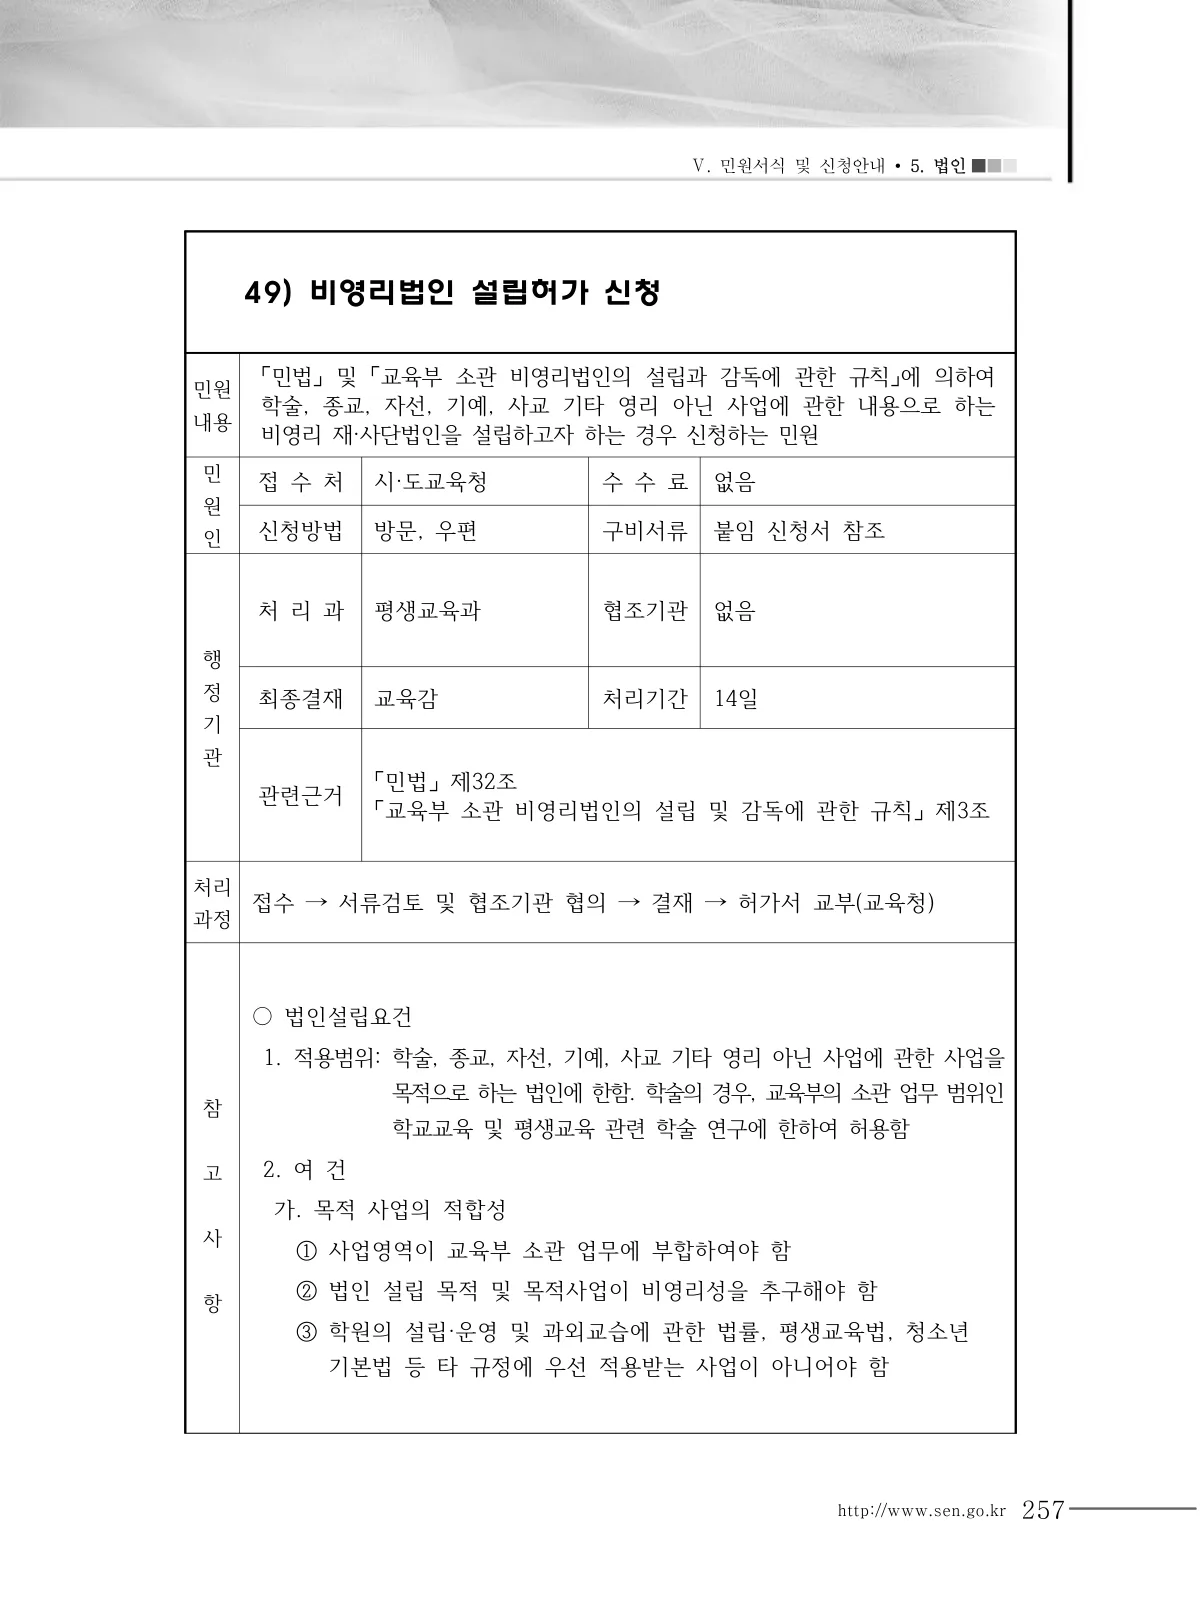 Ⅴ. 민원서식 및 신청안내 • 5. 법인
49) 비영리법인 설립허가 신청
민원
내용
「민법」 및 「교육부 소관 비영리법인의 설립과 감독에 관한 규칙」에 의하여
학술, 종교, 자선, 기예, 사교 기타 영리 아닌 사업에 관한 내용으로 하는
비영리 재·사단법인을 설립하고자 하는 경우 신청하는 민원
민
원
인
접 수 처 시·도교육청 수 수 료 없음
신청방법 방문, 우편 구비서류 붙임 신청서 참조
행
정
기
관
처 리 과 평생교육과 협조기관 없음
최종결재 교육감 처리기간 14일
관련근거
「민법」 제32조
「교육부 소관 비영리법인의 설립 및 감독에 관한 규칙」 제3조
처리
과정
접수 → 서류검토 및 협조기관 협의 → 결재 → 허가서 교부(교육청)
참
고
사
항
○ 법인설립요건
1. 적용범위: 학술, 종교, 자선, 기예, 사교 기타 영리 아닌 사업에 관한 사업을
목적으로 하는 법인에 한함. 학술의 경우, 교육부의 소관 업무 범위인
학교교육 및 평생교육 관련 학술 연구에 한하여 허용함
2. 여 건
가. 목적 사업의 적합성
① 사업영역이 교육부 소관 업무에 부합하여야 함
② 법인 설립 목적 및 목적사업이 비영리성을 추구해야 함
③ 학원의 설립·운영 및 과외교습에 관한 법률, 평생교육법, 청소년
기본법 등 타 규정에 우선 적용받는 사업이 아니어야 함
http://www.sen.go.kr 257